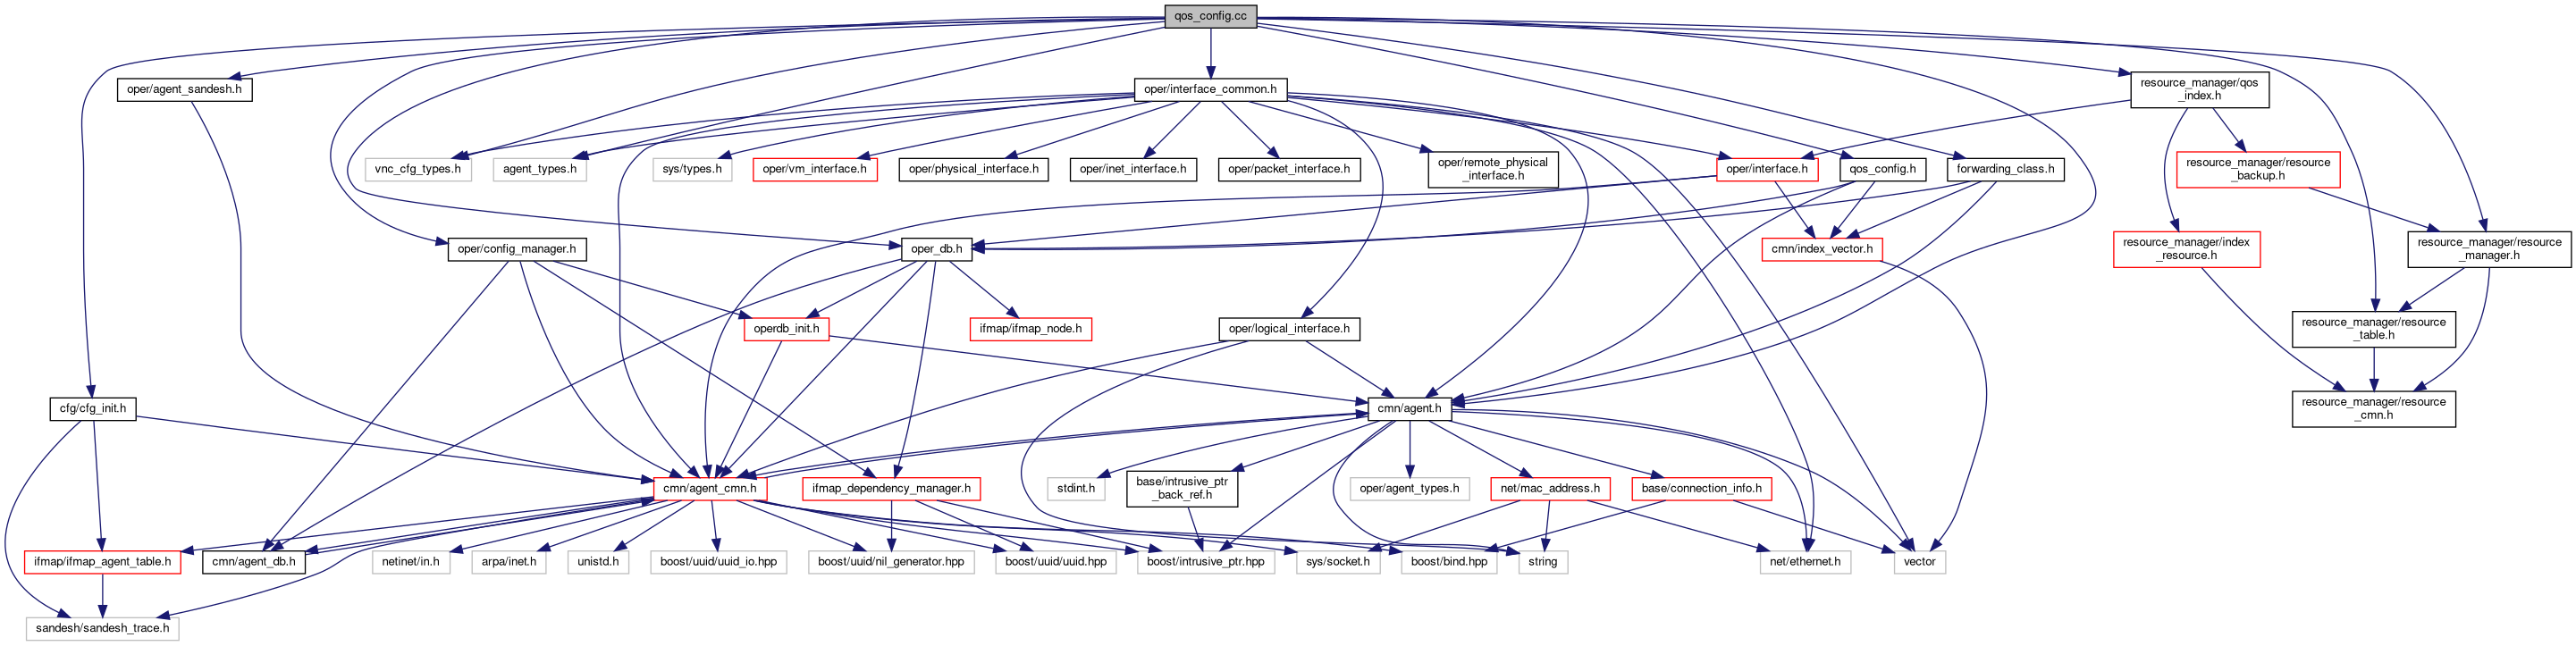 qos_config.cc
oper/agent_sandesh.h
oper/interface_common.h
resource_manager/qos
_index.h
vnc_cfg_types.h
agent_types.h
sys/types.h
oper/vm_interface.h
oper/physical_interface.h
oper/inet_interface.h
oper/packet_interface.h
oper/remote_physical
_interface.h
oper/interface.h
qos_config.h
forwarding_class.h
resource_manager/resource
_backup.h
oper/config_manager.h
oper_db.h
cmn/index_vector.h
resource_manager/index
_resource.h
resource_manager/resource
_manager.h
operdb_init.h
ifmap/ifmap_node.h
oper/logical_interface.h
resource_manager/resource
_table.h
cfg/cfg_init.h
cmn/agent.h
resource_manager/resource
_cmn.h
cmn/agent_cmn.h
ifmap_dependency_manager.h
stdint.h
base/intrusive_ptr
_back_ref.h
oper/agent_types.h
net/mac_address.h
base/connection_info.h
ifmap/ifmap_agent_table.h
cmn/agent_db.h
netinet/in.h
arpa/inet.h
unistd.h
boost/uuid/uuid_io.hpp
boost/uuid/nil_generator.hpp
boost/uuid/uuid.hpp
boost/intrusive_ptr.hpp
sys/socket.h
boost/bind.hpp
string
net/ethernet.h
vector
sandesh/sandesh_trace.h